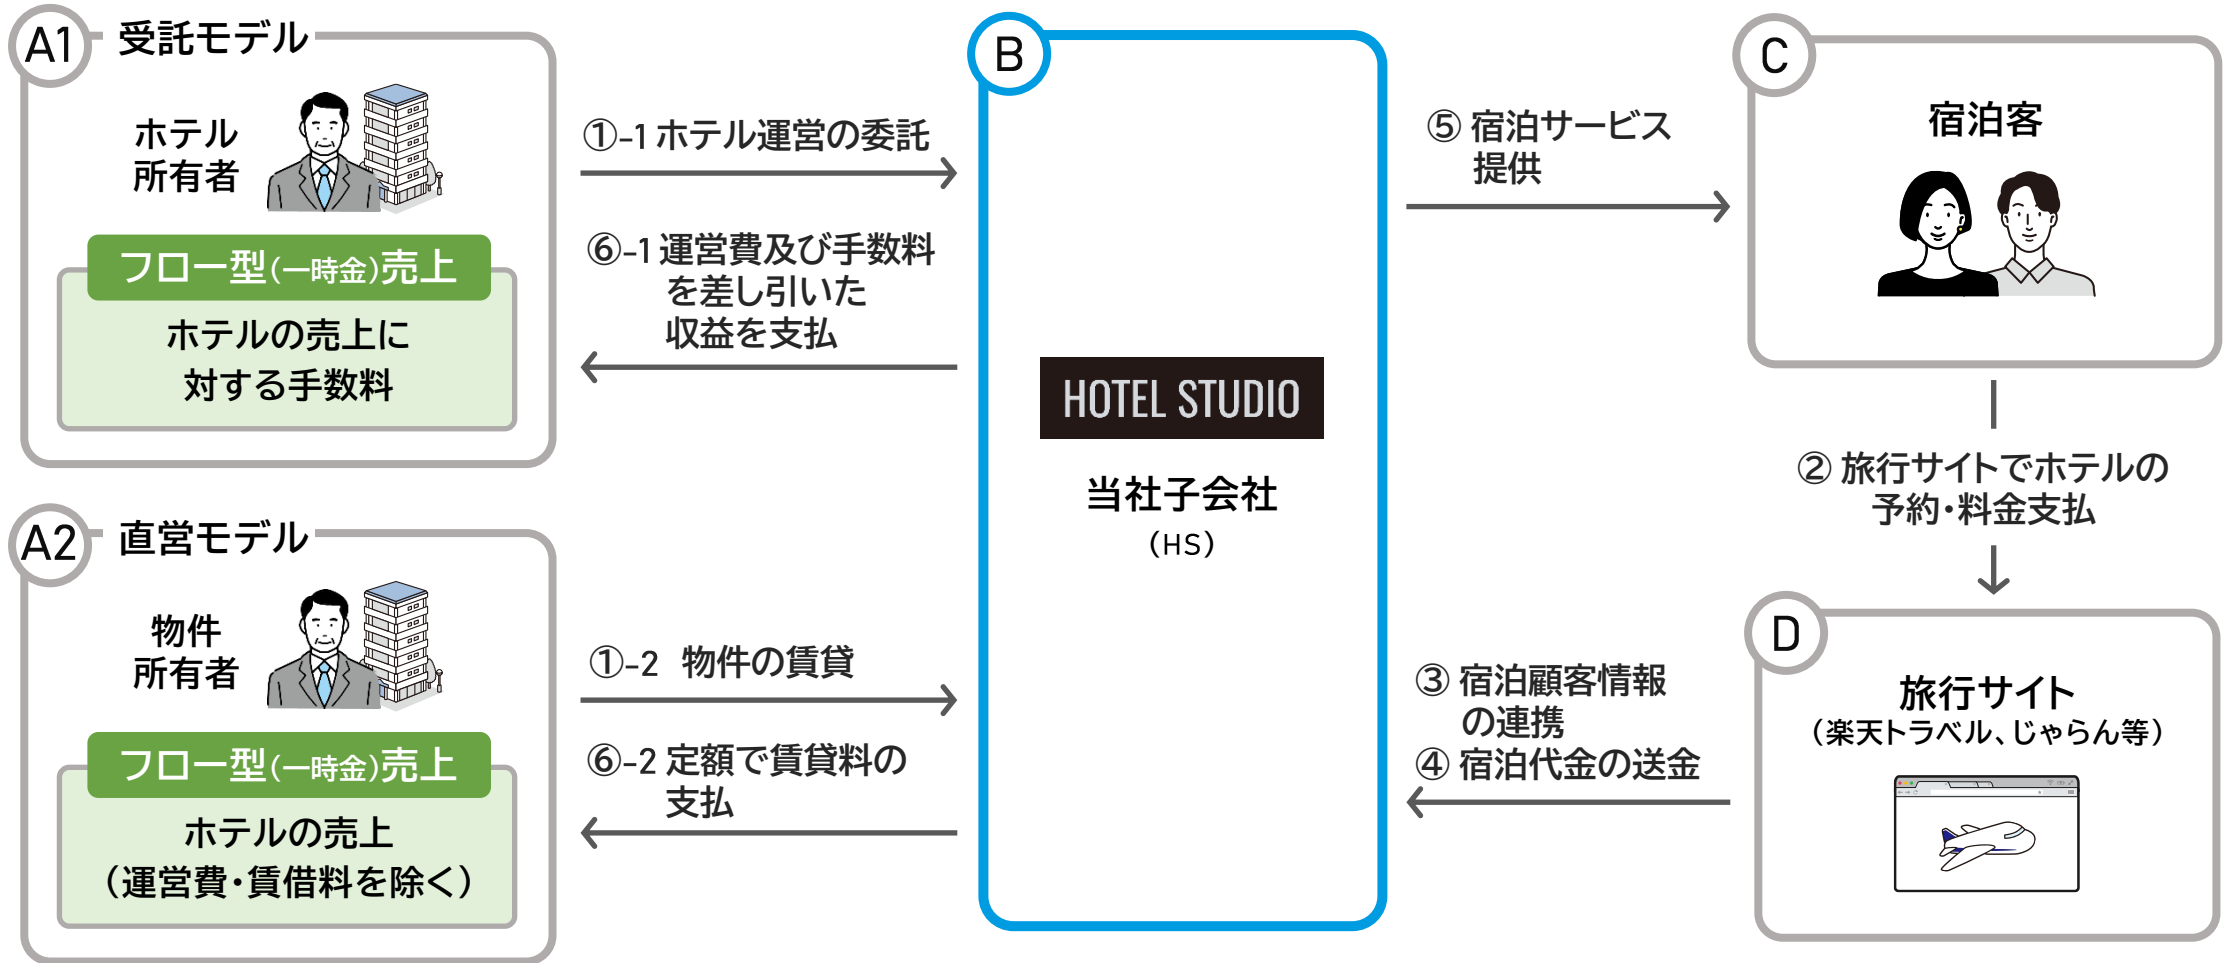 A1
受託モデル
ホテル
所有者
フロー型(一時金)売上
ホテルの売上に
対する手数料
①-1 ホテル運営の委託
⑥-1 運営費及び手数料
を差し引いた
収益を支払
A2
直営モデル
物件
所有者
フロー型(一時金)売上
ホテルの売上
(運営費・賃借料を除く)
①-2 物件の賃貸
⑥-2 定額で賃貸料の
支払
B
HOTEL STUDIO
当社子会社
(HS)
⑤ 宿泊サービス
提供
C
宿泊客
② 旅行サイトでホテルの
予約・料金支払
③ 宿泊顧客情報
の連携
④ 宿泊代金の送金
D
旅行サイト
(楽天トラベル、じゃらん等)